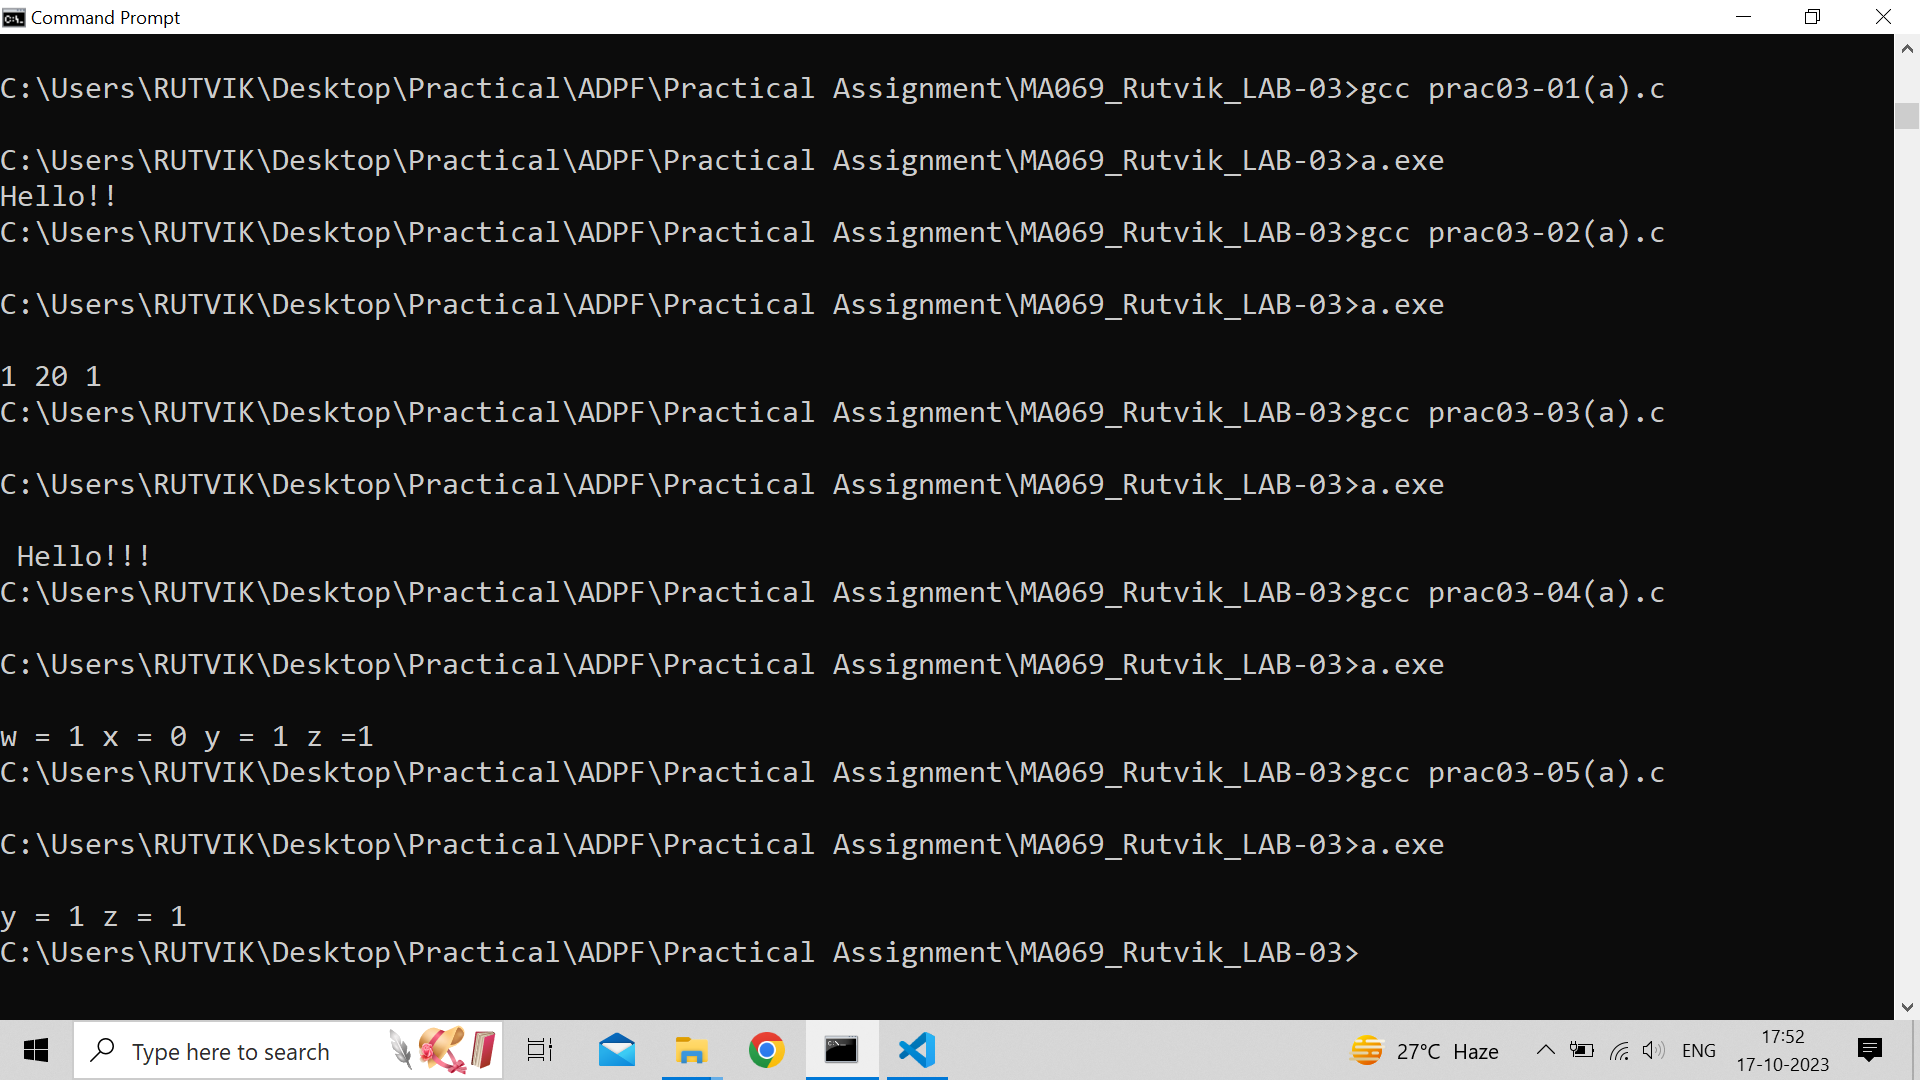 Command Prompt
C:\Users\RUTVIK\Desktop\Practical\ADPF\Practical Assignment\MA069_Rutvik_LAB-03>gcc prac03-01(a).c
C:\Users\RUTVIK\Desktop\Practical\ADPF\Practical Assignment\MA069_Rutvik_LAB-03>a.exe
Hello!!
C:\Users\RUTVIK\Desktop\Practical\ADPF\Practical Assignment\MA069_Rutvik_LAB-03>gcc prac03-02(a).c
C:\Users\RUTVIK\Desktop\Practical\ADPF\Practical Assignment\MA069_Rutvik_LAB-03>a.exe
1 20 1
C:\Users\RUTVIK\Desktop\Practical\ADPF\Practical Assignment\MA069_Rutvik_LAB-03>gcc prac03-03(a).c
C:\Users\RUTVIK\Desktop\Practical\ADPF\Practical Assignment\MA069_Rutvik_LAB-03>a.exe
 Hello!!!
C:\Users\RUTVIK\Desktop\Practical\ADPF\Practical Assignment\MA069_Rutvik_LAB-03>gcc prac03-04(a).c
C:\Users\RUTVIK\Desktop\Practical\ADPF\Practical Assignment\MA069_Rutvik_LAB-03>a.exe
w = 1 x = 0 y = 1 z =1
C:\Users\RUTVIK\Desktop\Practical\ADPF\Practical Assignment\MA069_Rutvik_LAB-03>gcc prac03-05(a).c
C:\Users\RUTVIK\Desktop\Practical\ADPF\Practical Assignment\MA069_Rutvik_LAB-03>a.exe
y = 1 z = 1
C:\Users\RUTVIK\Desktop\Practical\ADPF\Practical Assignment\MA069_Rutvik_LAB-03>
Type here to search
27°C Haze
ENG
17:52
17-10-2023